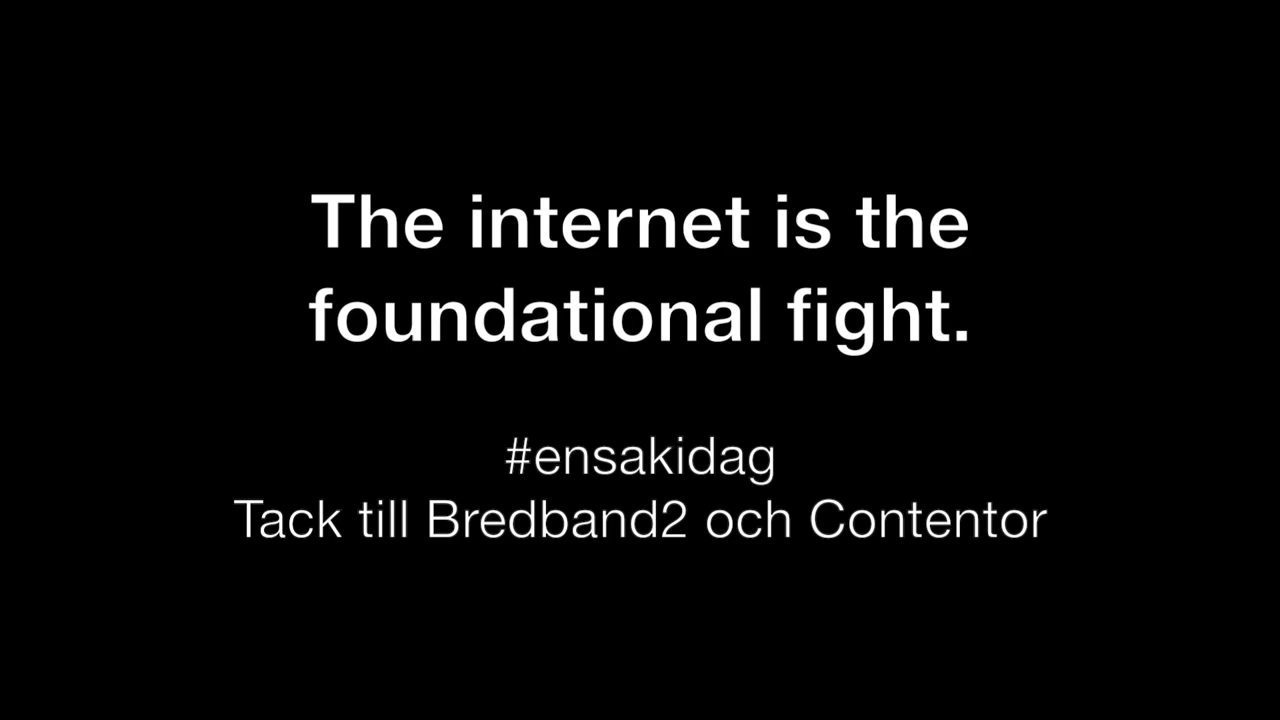 The internet is the
foundational fight.
#ensakidag
Tack till Bredband2 och Contentor